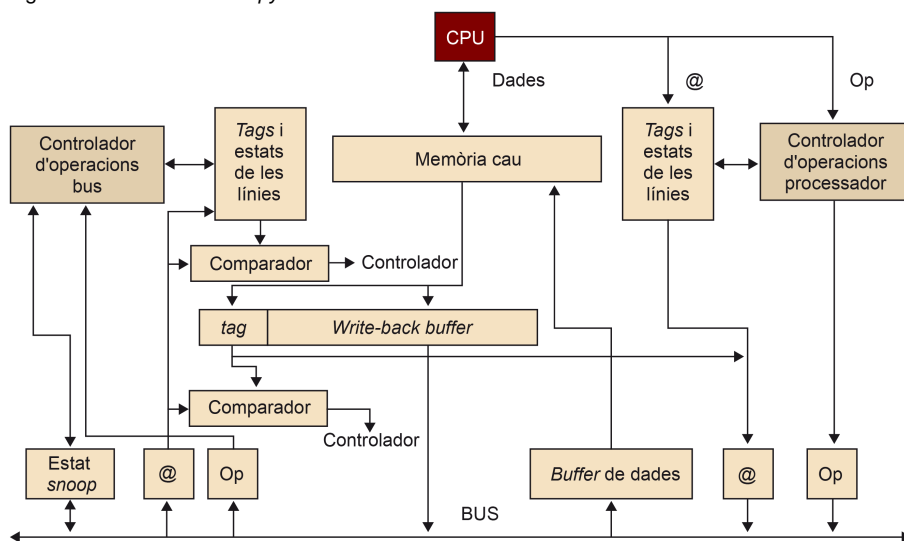 CPU
Dades
@
Op
Controlador
d'operacions
bus
Tags i
estats
de les
línies
Memòria cau
Tags i
estats
de les
línies
Controlador
d'operacions
processador
Comparador
Controlador
tag
Write-back buffer
Comparador
Controlador
Estat
snoop
@
Op
Buffer de dades
@
Op
BUS